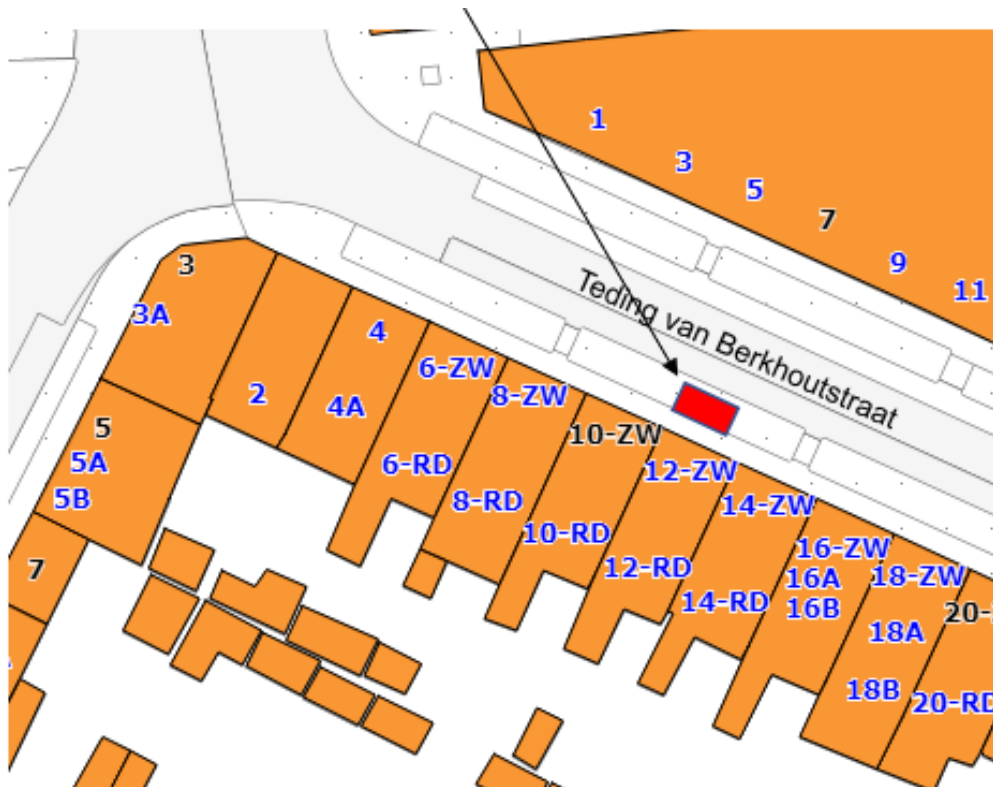 1
3
5
7
9
11
Teding van Berkhoutstraat
3
3A
2
4
4A
6-ZW
8-ZW
10-ZW
12-ZW
14-ZW
16-ZW
16A
16B
18-ZW
18A
18B
6-RD
8-RD
10-RD
12-RD
14-RD
20-RD
5
5A
5B
7